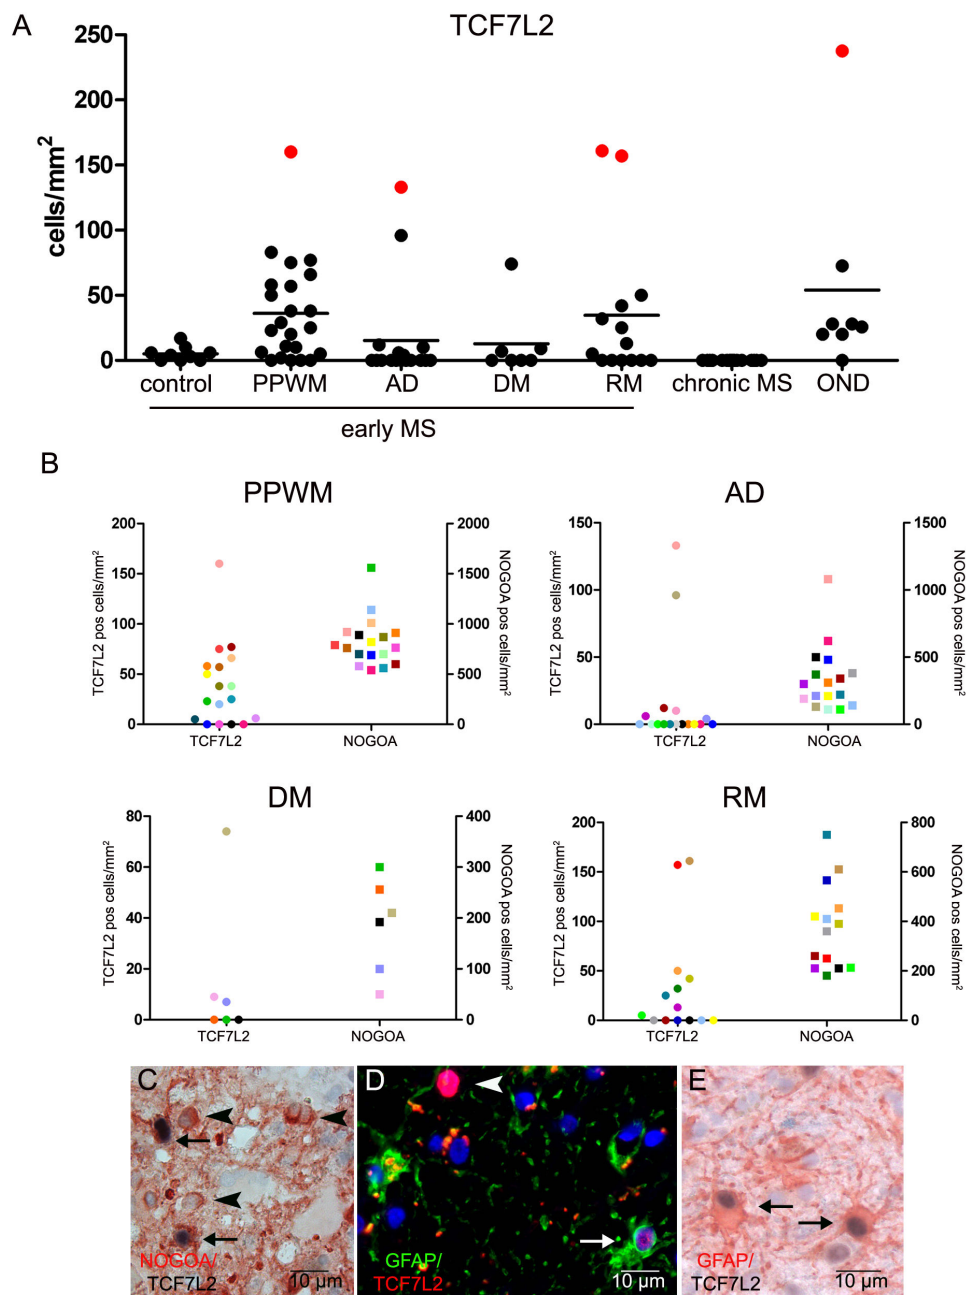 A
TCF7L2
cells/mm²
250
200
150
100
50
0
control PPWM AD DM RM chronic MS OND
early MS
B
PPWM
TCF7L2 pos cells/mm²
200
150
100
50
0
2000
1500
1000
500
0
NOGOA pos cells/mm²
TCF7L2 NOGOA
AD
TCF7L2 pos cells/mm²
150
100
50
0
1500
1000
500
0
NOGOA pos cells/mm²
TCF7L2 NOGOA
DM
TCF7L2 pos cells/mm²
80
60
40
20
0
400
300
200
100
0
NOGOA pos cells/mm²
TCF7L2 NOGOA
RM
TCF7L2 pos cells/mm²
200
150
100
50
0
800
600
400
200
0
NOGOA pos cells/mm²
TCF7L2 NOGOA
C
NOGOA/
TCF7L2
10 µm
D
GFAP/
TCF7L2
10 µm
E
GFAP/
TCF7L2
10 µm